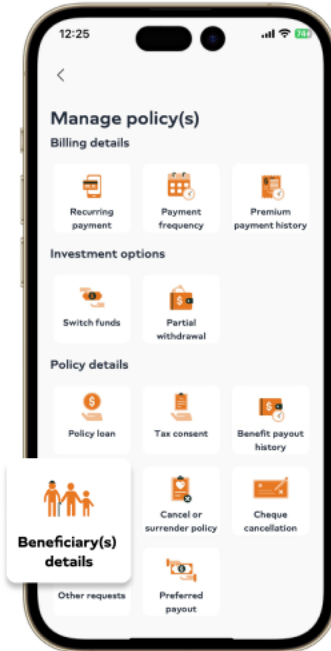 12:25
74
Manage policy(s)
Billing details
Recurring
payment
Payment
frequency
Premium
payment history
Investment options
Switch funds
Partial
withdrawal
Policy details
Policy loan
Tax consent
Benefit payout
history
Beneficiary(s)
details
Cancel or
surrender policy
Cheque
cancellation
Other requests
Preferred
payout